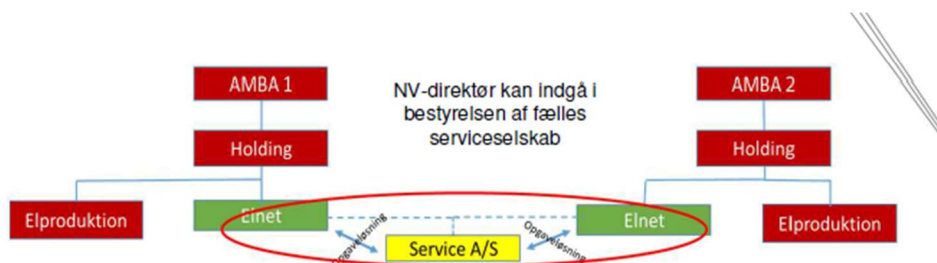 AMBA 1
NV-direktør kan indgå i
bestyrelsen af fælles
serviceselskab
AMBA 2
Holding
Holding
Elproduktion
Elnet
Opgaveløsning
Service A/S
Opgaveløsning
Elnet
Elproduktion